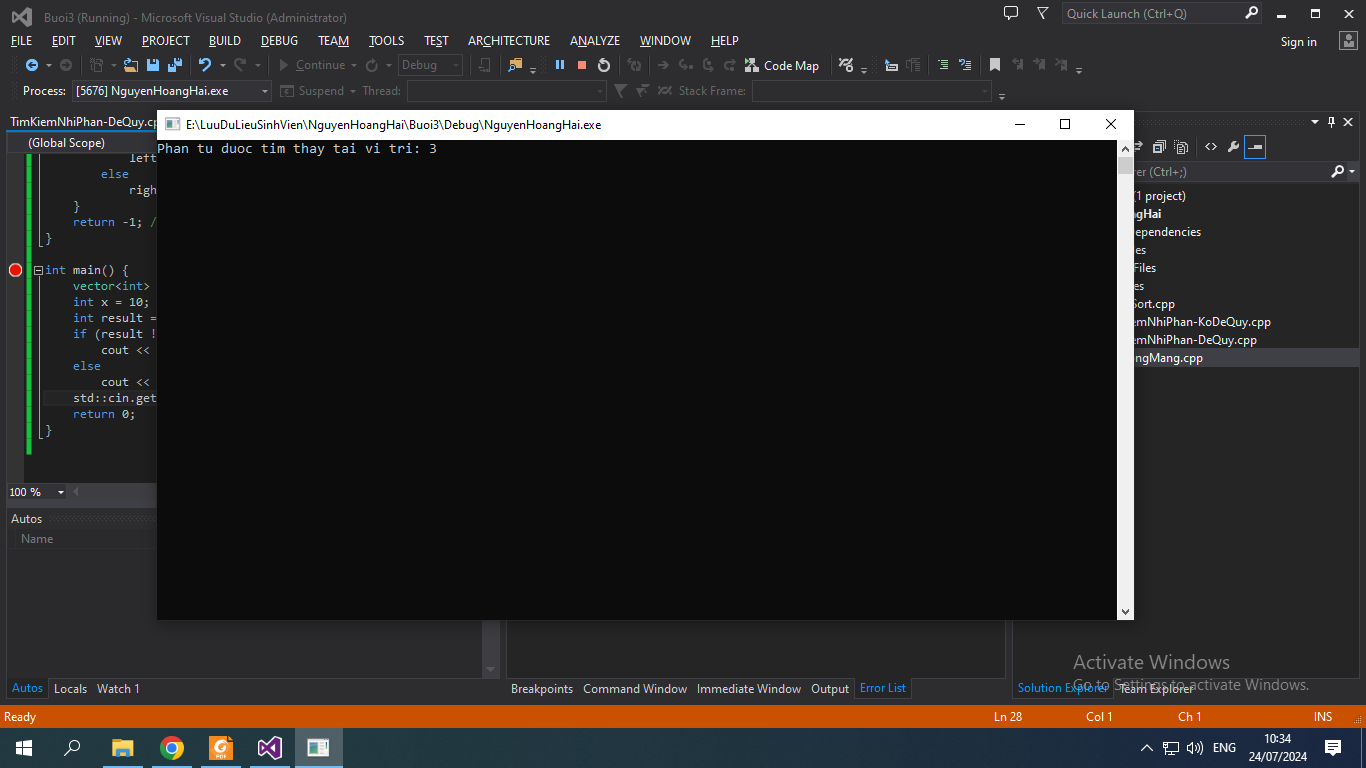 Buoi3 (Running) - Microsoft Visual Studio (Administrator)
Quick Launch (Ctrl+Q)
FILE EDIT VIEW PROJECT BUILD DEBUG TEAM TOOLS TEST ARCHITECTURE ANALYZE WINDOW HELP
Sign in
Continue Debug Code Map
Process: [5676] NguyenHoangHai.exe Suspend Thread: Stack Frame:
TimKiemNhiPhan-DeQuy.cp
E:\LuuDuLieuSinhVien\NguyenHoangHai\Buoi3\Debug\NguyenHoangHai.exe
(Global Scope)
Phan tu duoc tim thay tai vi tri: 3
left
else
righ
}
return -1; /
}
int main() {
vector<int>
int x = 10;
int result =
if (result !
cout <<
else
cout <<
std::cin.get
return 0;
}
rer (Ctrl+;)
(1 project)
ngHai
ependencies
es
Files
es
Sort.cpp
emNhiPhan-KoDeQuy.cpp
emNhiPhan-DeQuy.cpp
ngMang.cpp
100 %
Autos
Name
Autos Locals Watch 1
Breakpoints Command Window Immediate Window Output Error List
Solution Explorer Team Explorer
Activate Windows
Go to Settings to activate Windows.
Ready Ln 28 Col 1 Ch 1 INS
PDF
ENG
10:34
24/07/2024